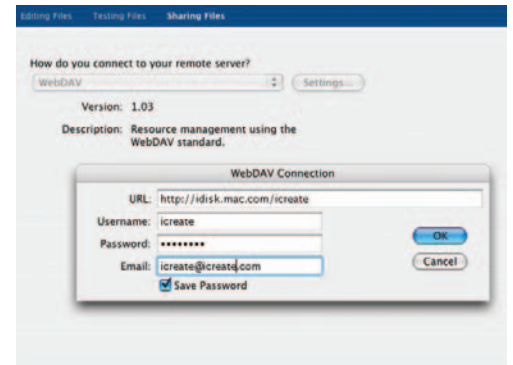 Editing Files Testing Files Sharing Files
How do you connect to your remote server?
WebDAV Settings...
Version: 1.03
Description: Resource management using the
WebDAV standard.
WebDAV Connection
URL: http://idisk.mac.com/icreate
Username: icreate
Password: ••••••••
OK
Email: icreate@icreate.com
Cancel
Save Password